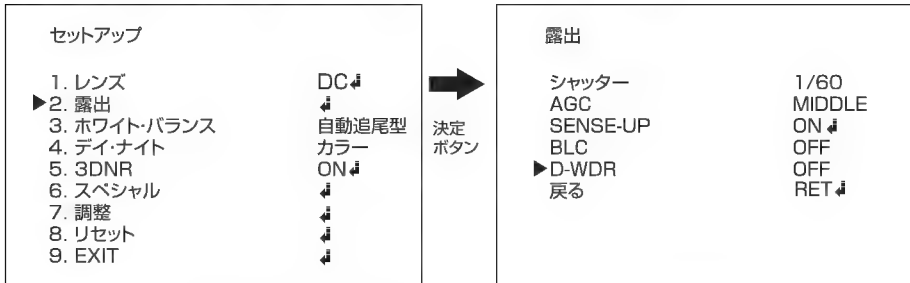 セットアップ
1. レンズ DC↲
▶2. 露出 ↲
3. ホワイト・バランス 自動追尾型
4. デイ・ナイト カラー
5. 3DNR ON↲
6. スペシャル ↲
7. 調整 ↲
8. リセット ↲
9. EXIT ↲
決定
ボタン
露出
シャッター 1/60
AGC MIDDLE
SENSE-UP ON↲
BLC OFF
▶D-WDR OFF
戻る RET↲